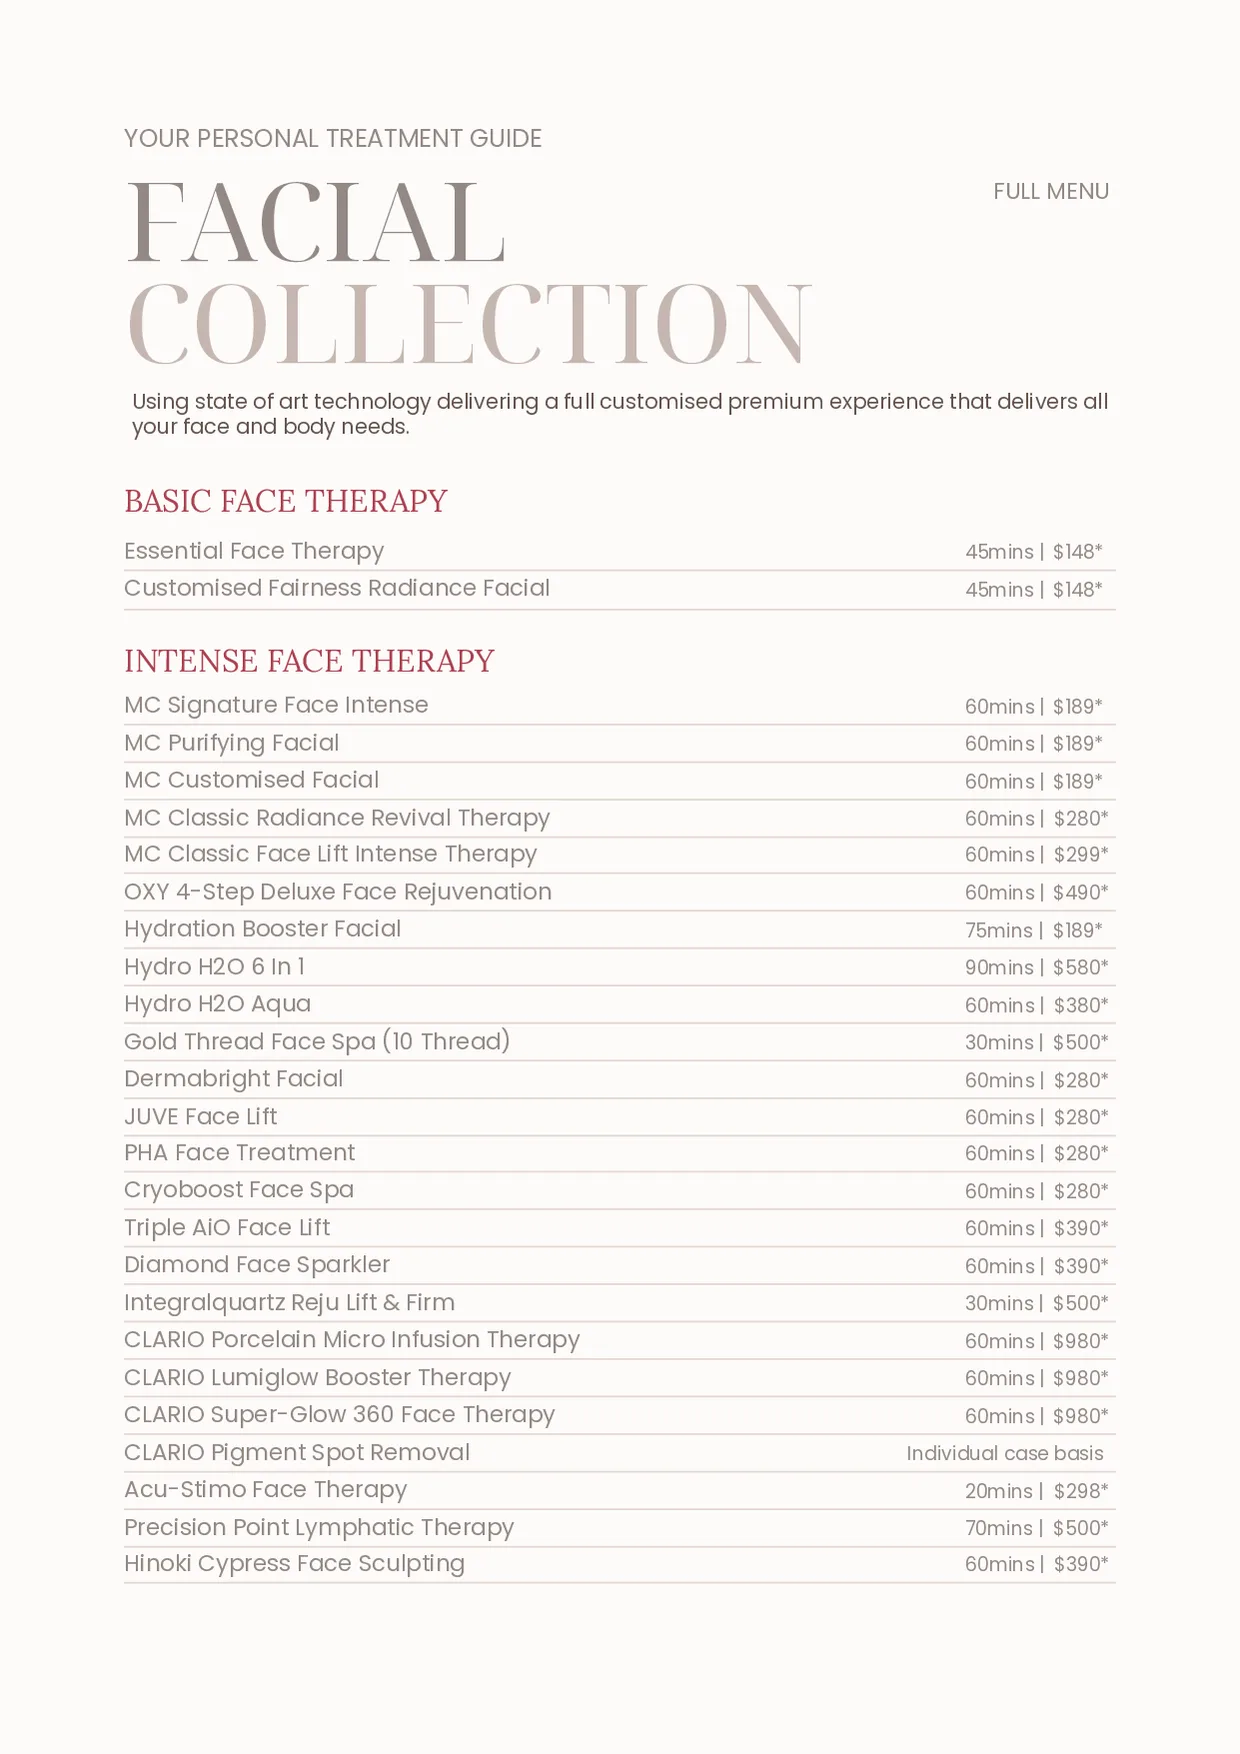 YOUR PERSONAL TREATMENT GUIDE
FACIAL
FULL MENU
COLLECTION
Using state of art technology delivering a full customised premium experience that delivers all
your face and body needs.
BASIC FACE THERAPY
Essential Face Therapy 45mins | $148*
Customised Fairness Radiance Facial 45mins | $148*
INTENSE FACE THERAPY
MC Signature Face Intense 60mins | $189*
MC Purifying Facial 60mins | $189*
MC Customised Facial 60mins | $189*
MC Classic Radiance Revival Therapy 60mins | $280*
MC Classic Face Lift Intense Therapy 60mins | $299*
OXY 4-Step Deluxe Face Rejuvenation 60mins | $490*
Hydration Booster Facial 75mins | $189*
Hydro H2O 6 In 1 90mins | $580*
Hydro H2O Aqua 60mins | $380*
Gold Thread Face Spa (10 Thread) 30mins | $500*
Dermabright Facial 60mins | $280*
JUVE Face Lift 60mins | $280*
PHA Face Treatment 60mins | $280*
Cryoboost Face Spa 60mins | $280*
Triple AiO Face Lift 60mins | $390*
Diamond Face Sparkler 60mins | $390*
Integralquartz Reju Lift & Firm 30mins | $500*
CLARIO Porcelain Micro Infusion Therapy 60mins | $980*
CLARIO Lumiglow Booster Therapy 60mins | $980*
CLARIO Super-Glow 360 Face Therapy 60mins | $980*
CLARIO Pigment Spot Removal Individual case basis
Acu-Stimo Face Therapy 20mins | $298*
Precision Point Lymphatic Therapy 70mins | $500*
Hinoki Cypress Face Sculpting 60mins | $390*